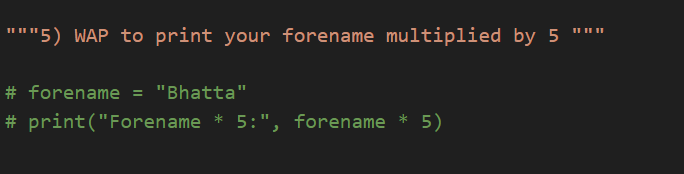 """5) WAP to print your forename multiplied by 5 """
# forename = "Bhatta"
# print("Forename * 5:", forename * 5)